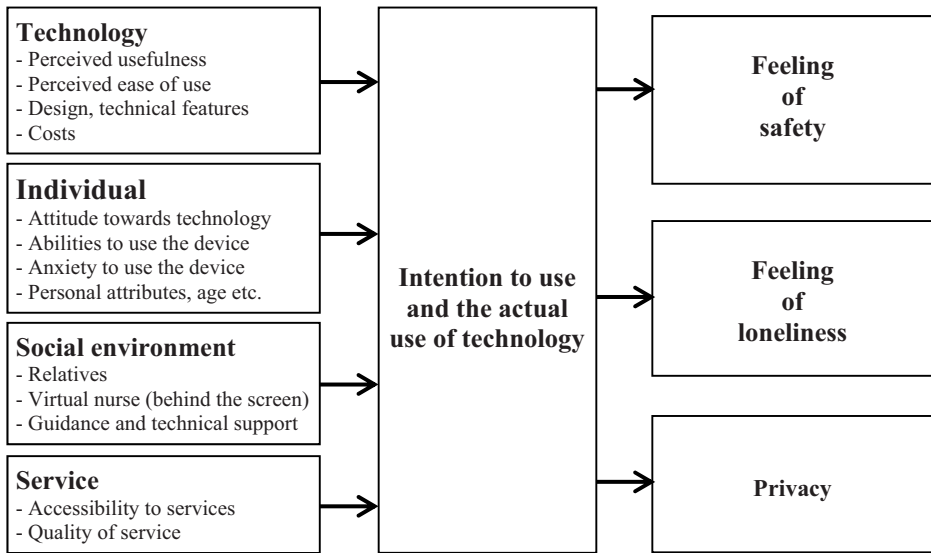 Technology
- Perceived usefulness
- Perceived ease of use
- Design, technical features
- Costs
Individual
- Attitude towards technology
- Abilities to use the device
- Anxiety to use the device
- Personal attributes, age etc.
Social environment
- Relatives
- Virtual nurse (behind the screen)
- Guidance and technical support
Service
- Accessibility to services
- Quality of service
Intention to use
and the actual
use of technology
Feeling
of
safety
Feeling
of
loneliness
Privacy